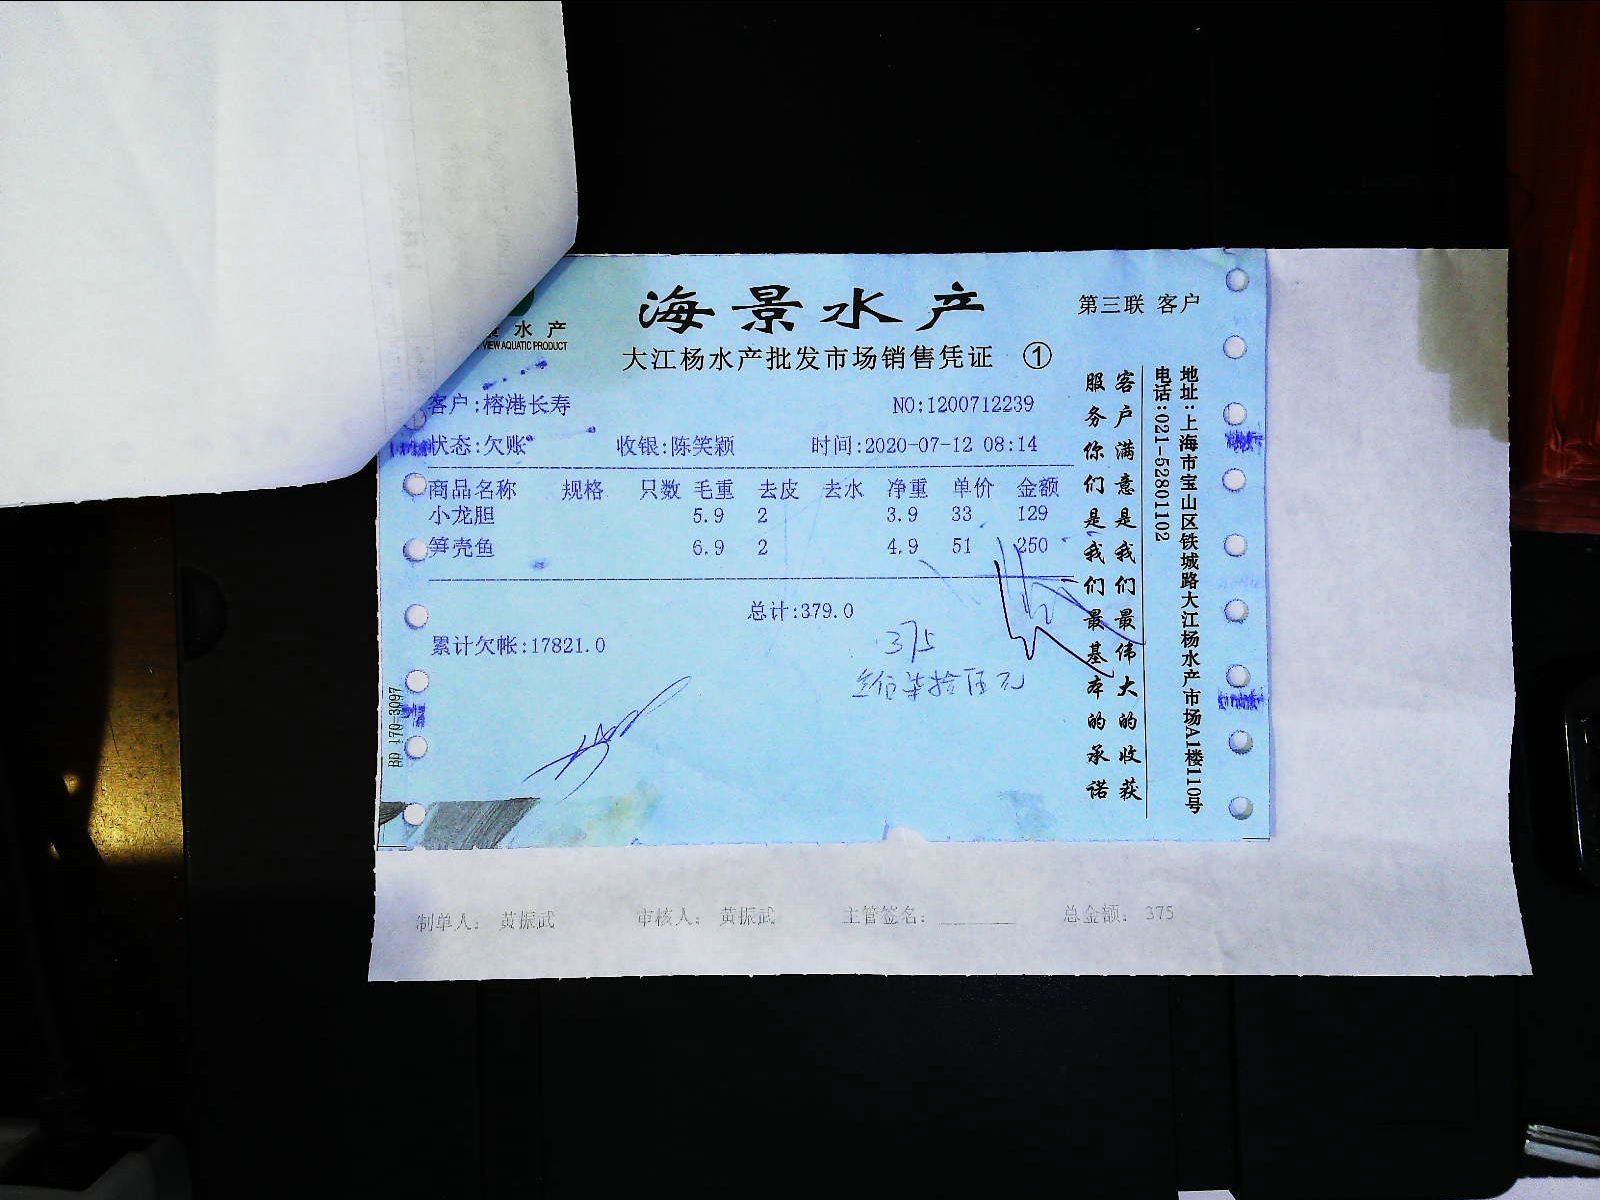 海景水产
第三联 客户
水产
VIEW AQUATIC PRODUCT
大江杨水产批发市场销售凭证 ①
客户:榕港长寿 NO:1200712239
状态:欠账 收银:陈笑颖 时间:2020-07-12 08:14
商品名称 规格 只数 毛重 去皮 去水 净重 单价 金额
小龙胆 5.9 2 3.9 33 129
笋壳鱼 6.9 2 4.9 51 250
总计:379.0
累计欠帐:17821.0
375
叁佰柒拾伍元
客户满意是我们最伟大的收获
服务你们是我们最基本的承诺
地址:上海市宝山区铁城路大江杨水产市场A1楼110号
电话:021-52801102
BD 170-3097
制单人: 黄振武 审核人: 黄振武 主管签名: 总金额: 375